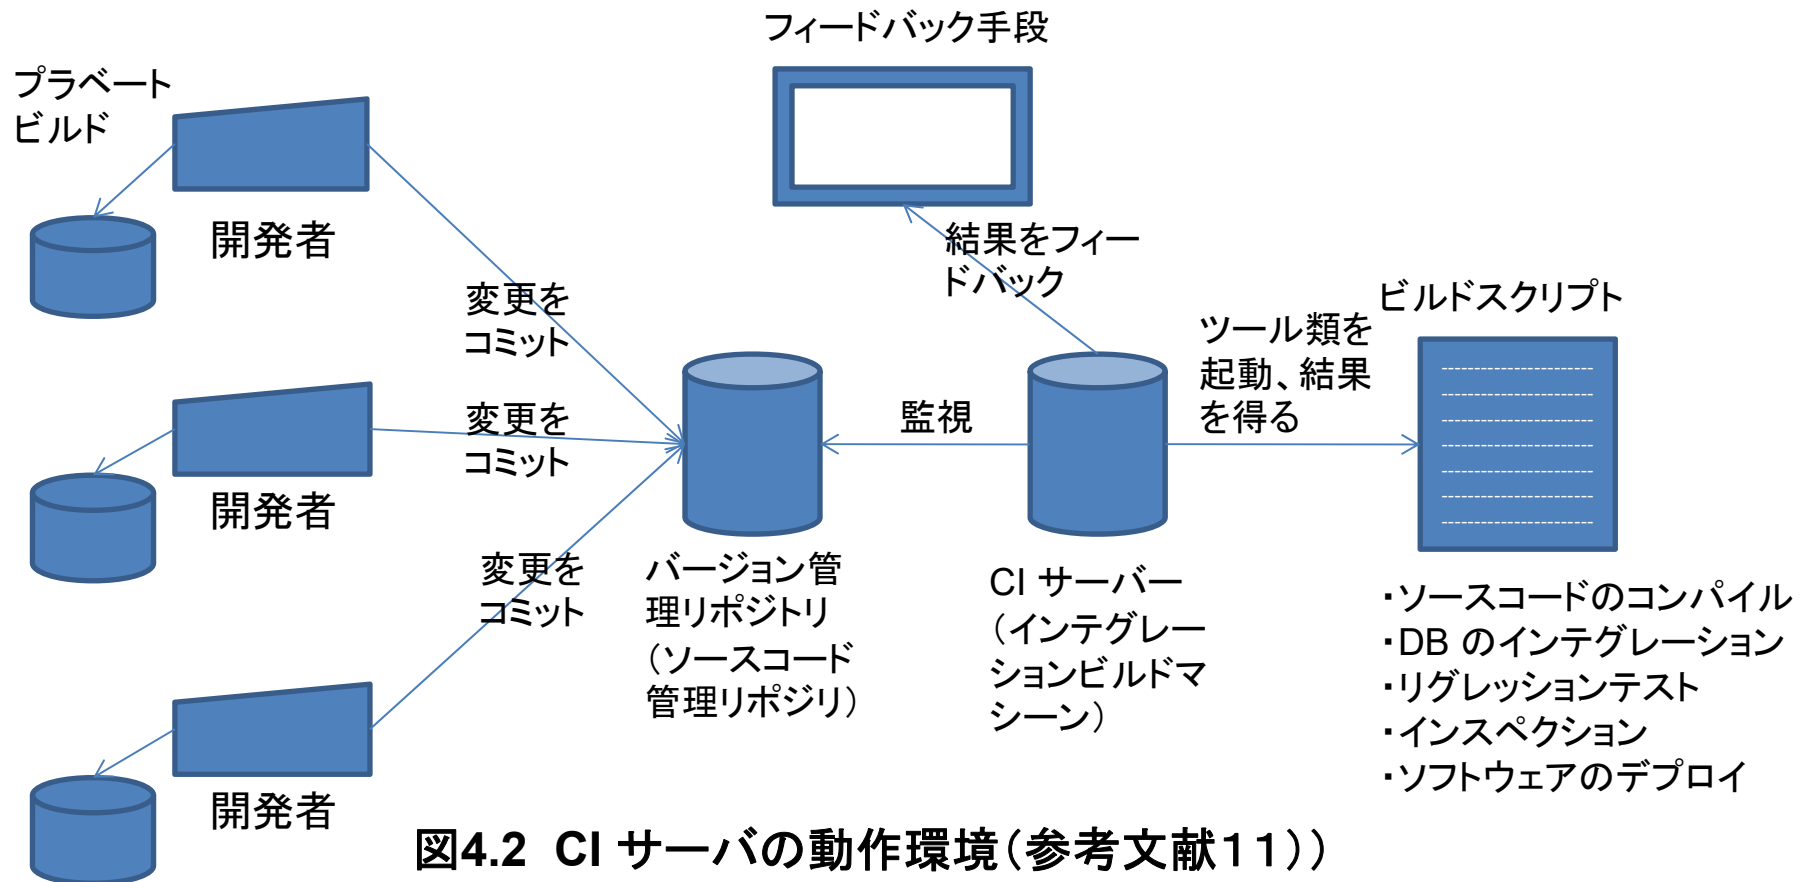 フィードバック手段
プラベート
ビルド
開発者
変更を
コミット
結果をフィー
ドバック
ビルドスクリプト
ツール類を
起動、結果
を得る
変更を
コミット
監視
開発者
変更を
コミット
バージョン管
理リポジトリ
（ソースコード
管理リポジリ）
CI サーバー
（インテグレー
ションビルドマ
シーン）
・ソースコードのコンパイル
・DB のインテグレーション
・リグレッションテスト
・インスペクション
・ソフトウェアのデプロイ
開発者
図4.2 CI サーバの動作環境（参考文献１１））